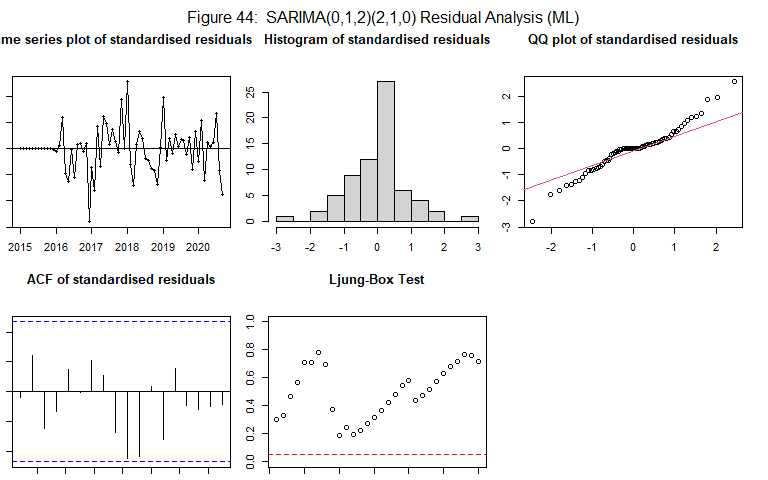 Figure 44: SARIMA(0,1,2)(2,1,0) Residual Analysis (ML)
ime series plot of standardised residuals
2015 2016 2017 2018 2019 2020
Histogram of standardised residuals
25
20
15
10
5
0
-3 -2 -1 0 1 2 3
QQ plot of standardised residuals
2
1
0
-1
-2
-3
-2 -1 0 1 2
ACF of standardised residuals
Ljung-Box Test
1.0
0.8
0.6
0.4
0.2
0.0